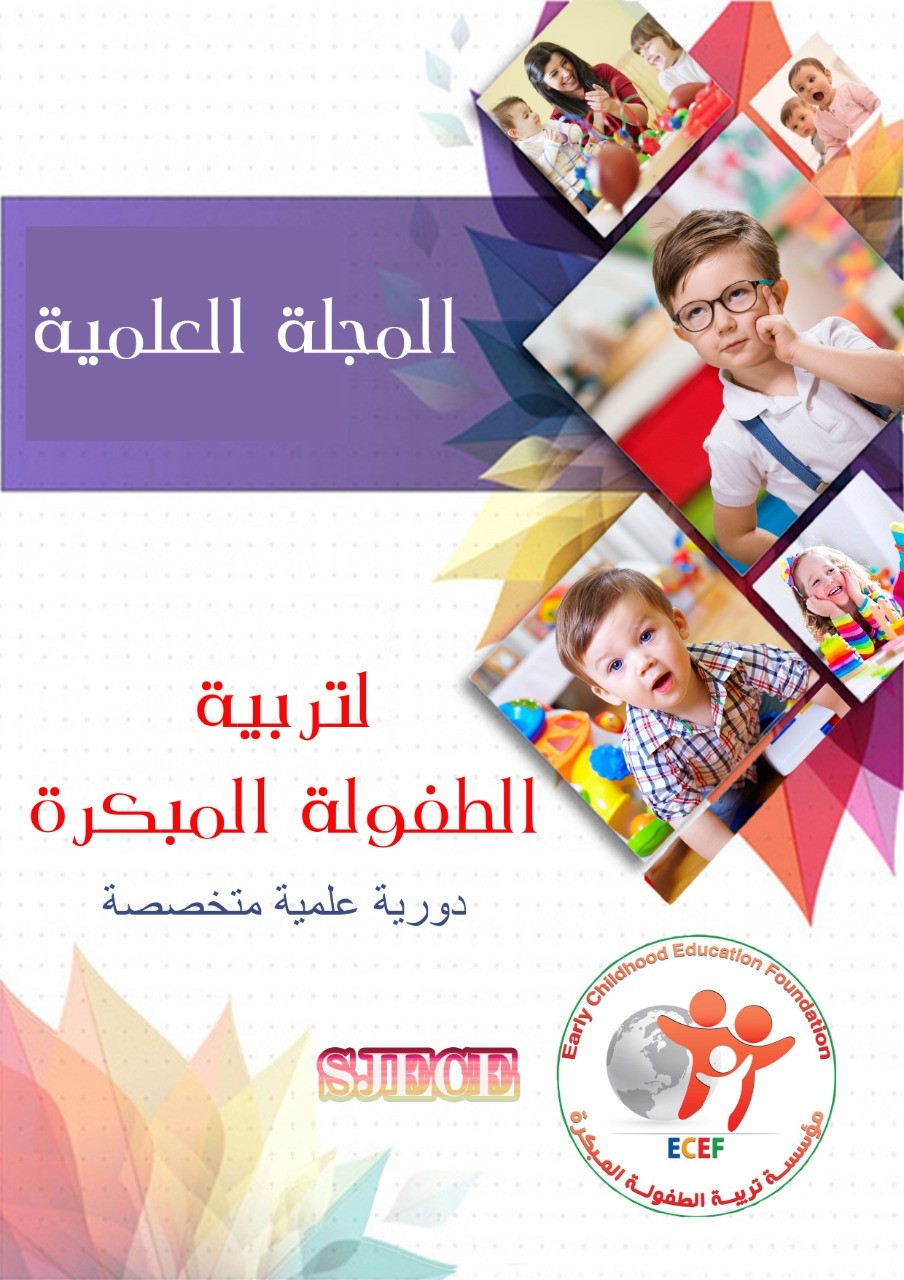 المجلة العلمية
لتربية
الطفولة المبكرة
دورية علمية متخصصة
SJECE
Early Childhood Education Foundation
ECEF
مؤسسة تربية الطفولة المبكرة